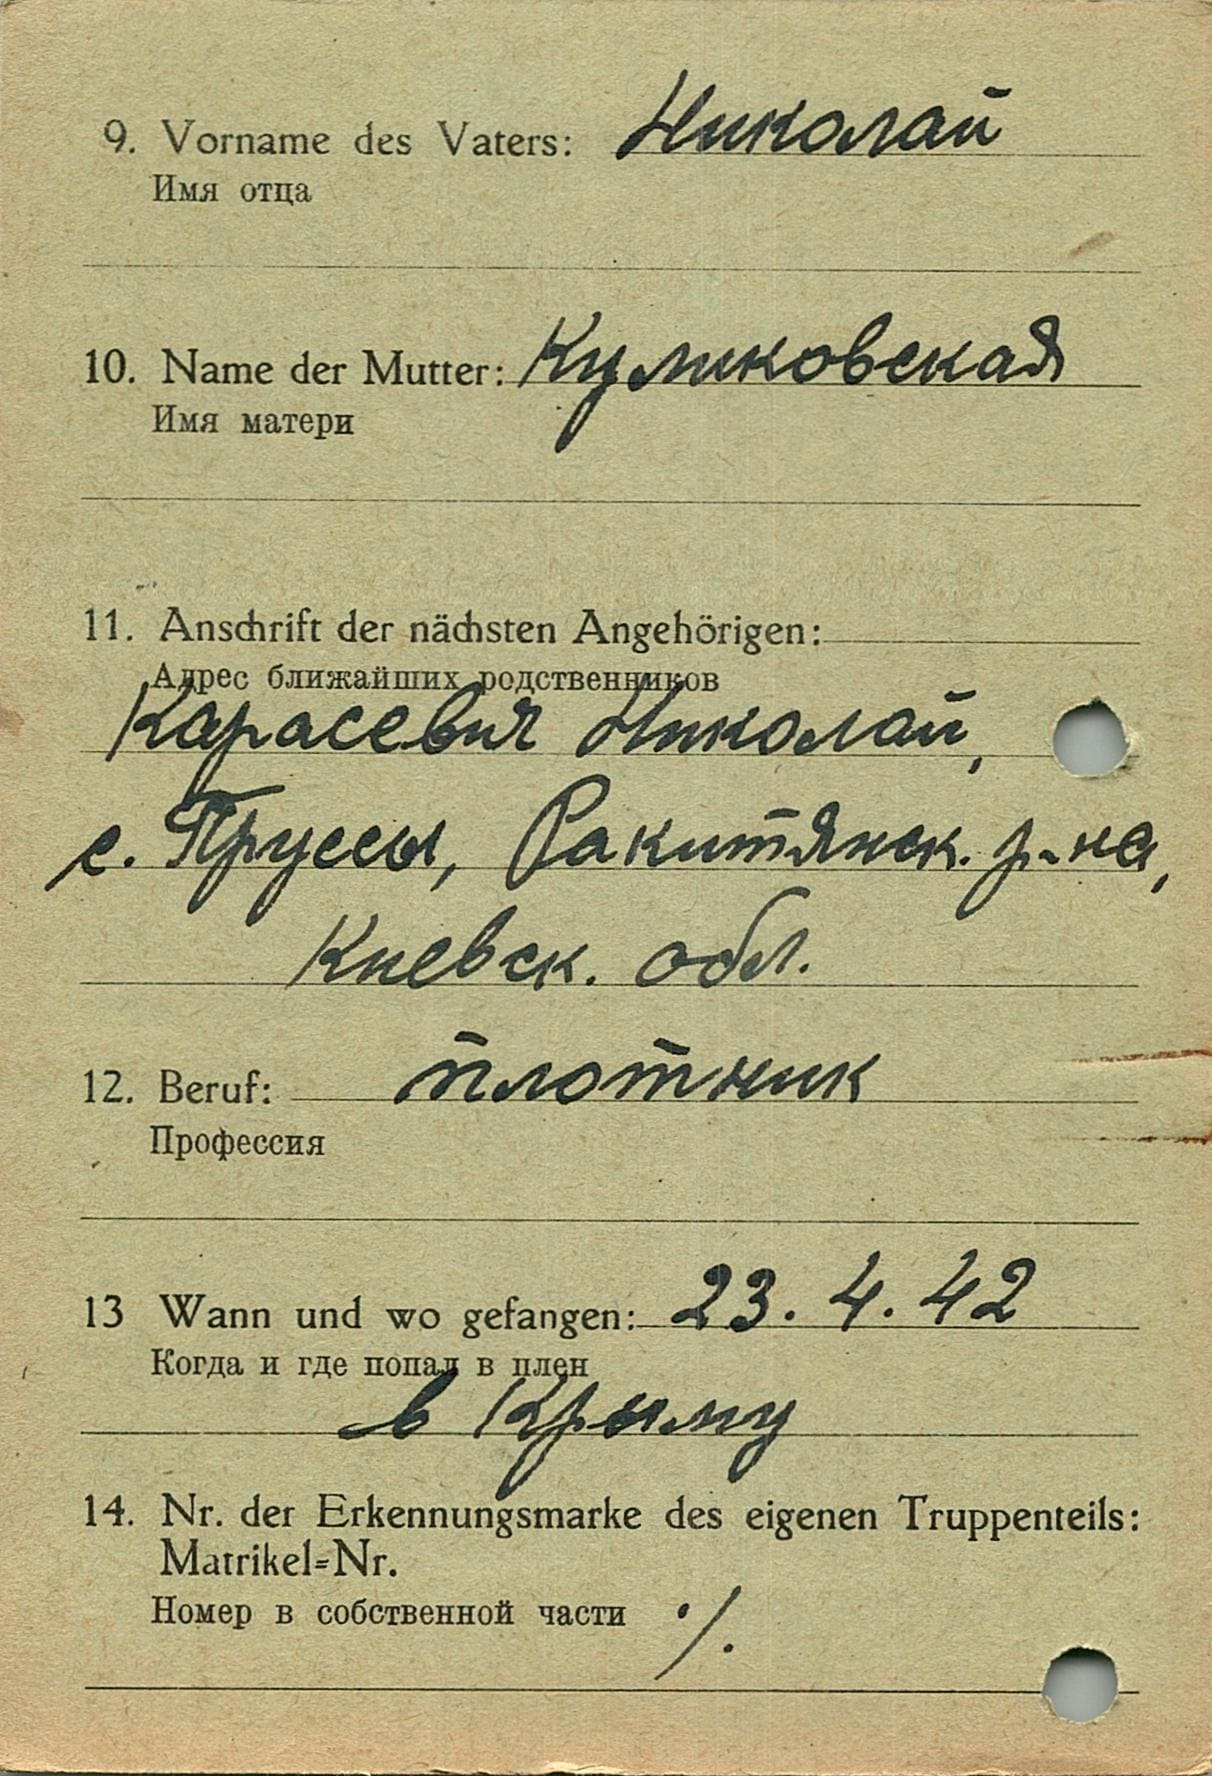 9. Vorname des Vaters: Николай
Имя отца
10. Name der Mutter: Куликовская
Имя матери
11. Anschrift der nächsten Angehörigen:
Адрес ближайших родственников
Карасевич Николай,
с. Пруссы, Ракитянск. р-на,
Киевск. обл.
12. Beruf: плотник
Профессия
13 Wann und wo gefangen: 23. 4. 42
Когда и где попал в плен
в Крыму
14. Nr. der Erkennungsmarke des eigenen Truppenteils:
Matrikel=Nr.
Номер в собственной части ·/.